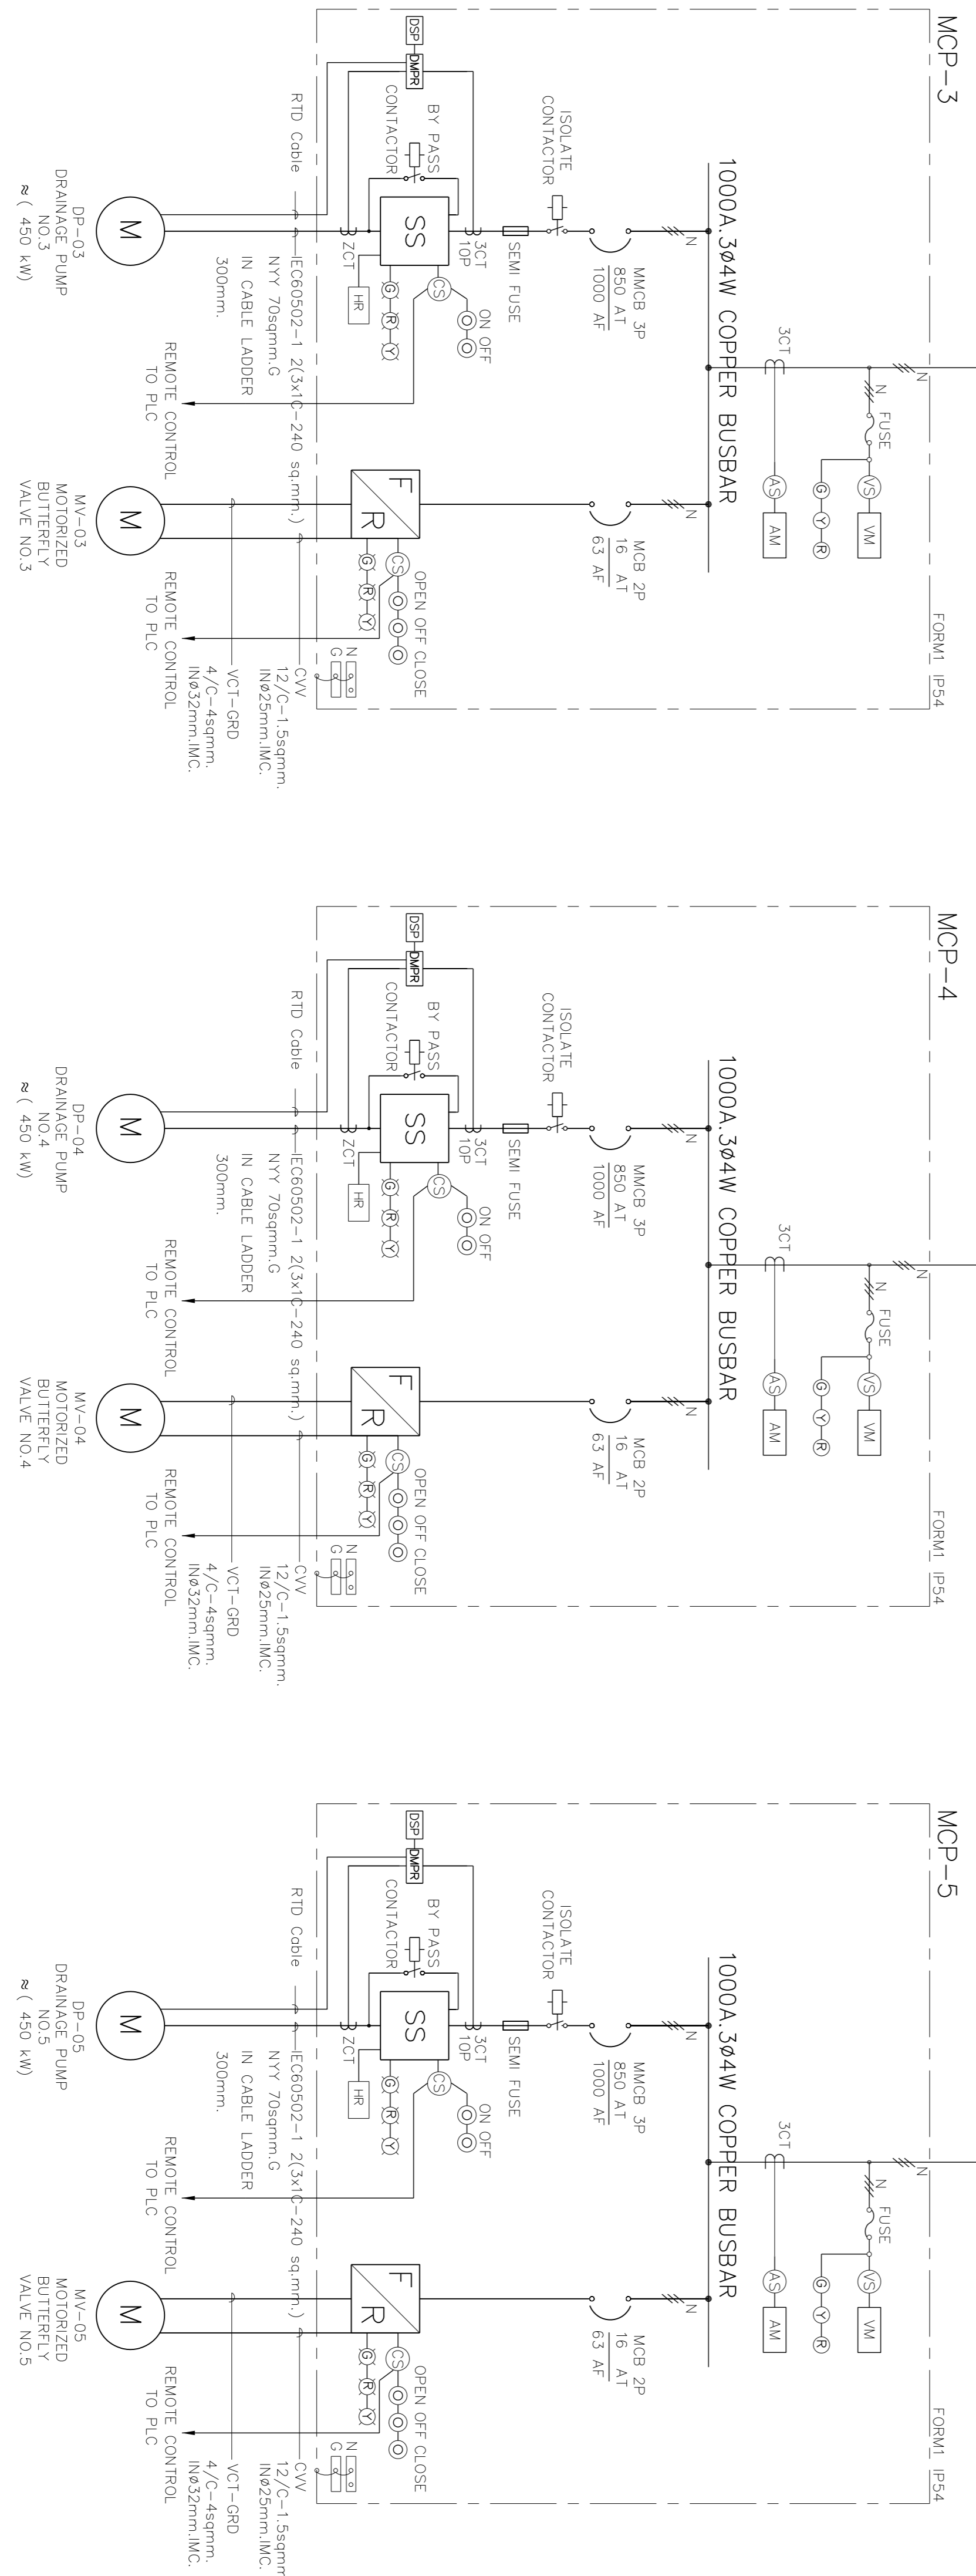 MCP-3
FORM1 IP54
N
N
FUSE
VS
VM
G
Y
R
3CT
AS
AM
1000A.3Ø4W COPPER BUSBAR
N
N
MMCB 3P
850 AT
1000 AF
MCB 2P
16 AT
63 AF
ISOLATE
CONTACTOR
SEMI FUSE
3CT
10P
DSP
DMPR
BY PASS
CONTACTOR
SS
CS
ON OFF
G
R
Y
HR
ZCT
F
R
CS
OPEN OFF CLOSE
G
R
Y
N
G
RTD Cable
IEC60502-1 2(3x1C-240 sq.mm.)
NYY 70sqmm.G
IN CABLE LADDER
300mm.
CVV
12/C-1.5sqmm.
INØ25mm.IMC.
VCT-GRD
4/C-4sqmm.
INØ32mm.IMC.
REMOTE CONTROL
TO PLC
REMOTE CONTROL
TO PLC
M
M
DP-03
DRAINAGE PUMP
NO.3
≈( 450 kW)
MV-03
MOTORIZED
BUTTERFLY
VALVE NO.3
MCP-4
FORM1 IP54
N
N
FUSE
VS
VM
G
Y
R
3CT
AS
AM
1000A.3Ø4W COPPER BUSBAR
N
N
MMCB 3P
850 AT
1000 AF
MCB 2P
16 AT
63 AF
ISOLATE
CONTACTOR
SEMI FUSE
3CT
10P
DSP
DMPR
BY PASS
CONTACTOR
SS
CS
ON OFF
G
R
Y
HR
ZCT
F
R
CS
OPEN OFF CLOSE
G
R
Y
N
G
RTD Cable
IEC60502-1 2(3x1C-240 sq.mm.)
NYY 70sqmm.G
IN CABLE LADDER
300mm.
CVV
12/C-1.5sqmm.
INØ25mm.IMC.
VCT-GRD
4/C-4sqmm.
INØ32mm.IMC.
REMOTE CONTROL
TO PLC
REMOTE CONTROL
TO PLC
M
M
DP-04
DRAINAGE PUMP
NO.4
≈( 450 kW)
MV-04
MOTORIZED
BUTTERFLY
VALVE NO.4
MCP-5
FORM1 IP54
N
N
FUSE
VS
VM
G
Y
R
3CT
AS
AM
1000A.3Ø4W COPPER BUSBAR
N
N
MMCB 3P
850 AT
1000 AF
MCB 2P
16 AT
63 AF
ISOLATE
CONTACTOR
SEMI FUSE
3CT
10P
DSP
DMPR
BY PASS
CONTACTOR
SS
CS
ON OFF
G
R
Y
HR
ZCT
F
R
CS
OPEN OFF CLOSE
G
R
Y
N
G
RTD Cable
IEC60502-1 2(3x1C-240 sq.mm.)
NYY 70sqmm.G
IN CABLE LADDER
300mm.
CVV
12/C-1.5sqmm
INØ25mm.IMC.
VCT-GRD
4/C-4sqmm.
INØ32mm.IMC.
REMOTE CONTROL
TO PLC
REMOTE CONTROL
TO PLC
M
M
DP-05
DRAINAGE PUMP
NO.5
≈( 450 kW)
MV-05
MOTORIZED
BUTTERFLY
VALVE NO.5